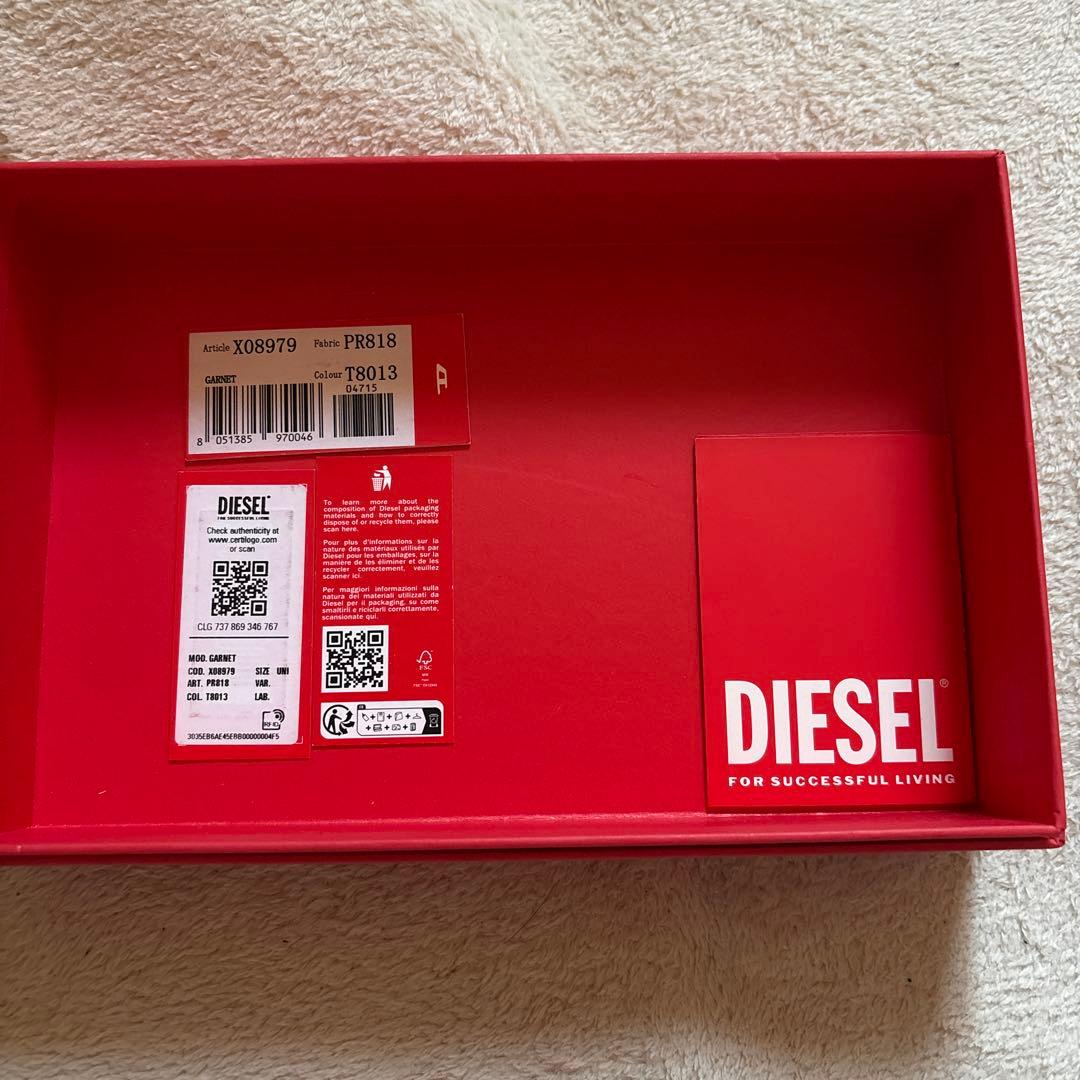 Article X08979 Fabric PR818
GARNET Colour T8013
04715
8 051385 970046
DIESEL
FOR SUCCESSFUL LIVING
Check authenticity at
www.certilogo.com
or scan
CLG 737 869 346 767
MOD. GARNET
COD. X08979 SIZE UNI
ART. PR818 VAR.
COL. T8013 LAB.
RFID
3035EB6AE45EBB00000004F5
To learn more about the
composition of Diesel packaging
materials and how to correctly
dispose of or recycle them, please
scan here.
Pour plus d'informations sur la
nature des matériaux utilisés par
Diesel pour les emballages, sur la
manière de les éliminer et de les
recycler correctement, veuillez
scanner ici.
Per maggiori informazioni sulla
natura dei materiali utilizzati da
Diesel per il packaging, su come
smaltirli e riciclarli correttamente,
scansionate qui.
FSC
DIESEL®
FOR SUCCESSFUL LIVING